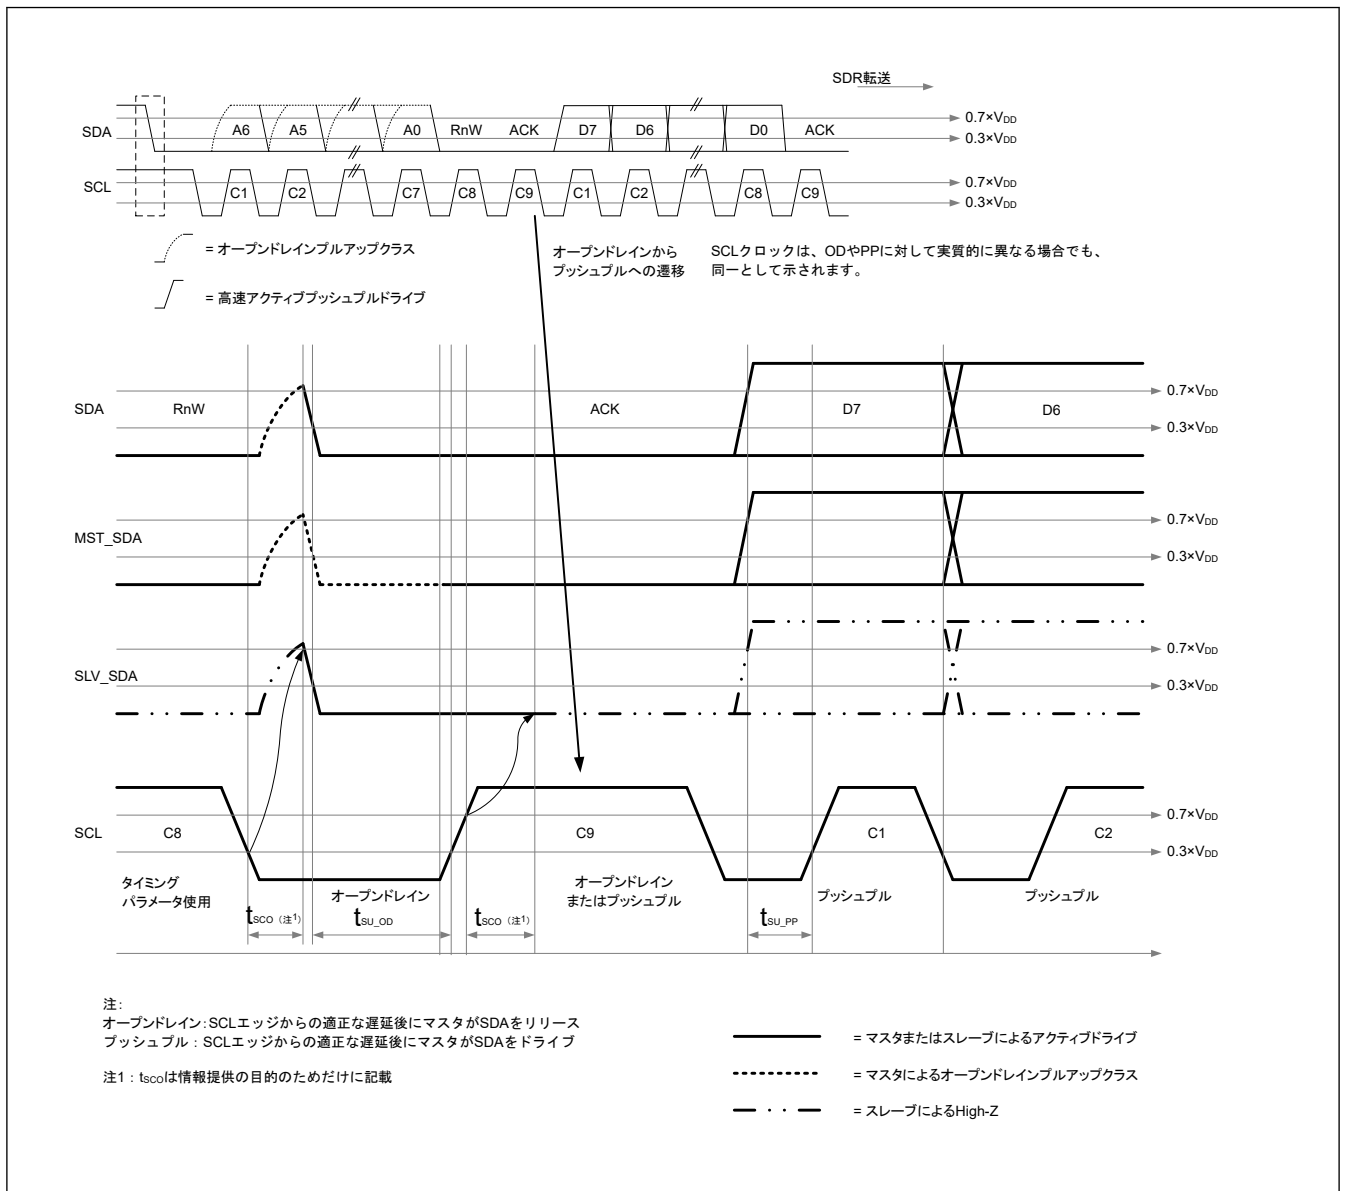 SDR転送
SDA
A6
A5
A0
RnW
ACK
D7
D6
D0
ACK
0.7×VDD
0.3×VDD
SCL
C1
C2
C7
C8
C9
C1
C2
C8
C9
0.7×VDD
0.3×VDD
= オープンドレインプルアップクラス
= 高速アクティブプッシュプルドライブ
オープンドレインから
プッシュプルへの遷移
SCLクロックは、ODやPPに対して実質的に異なる場合でも、
同一として示されます。
SDA
RnW
ACK
D7
D6
0.7×VDD
0.3×VDD
MST_SDA
0.7×VDD
0.3×VDD
SLV_SDA
0.7×VDD
0.3×VDD
SCL
C8
C9
C1
C2
0.7×VDD
0.3×VDD
タイミング
パラメータ使用
オープンドレイン
オープンドレイン
またはプッシュプル
プッシュプル
プッシュプル
tSCO（注1）
tSU_OD
tSCO（注1）
tSU_PP
注:
オープンドレイン：SCLエッジからの適正な遅延後にマスタがSDAをリリース
プッシュプル：SCLエッジからの適正な遅延後にマスタがSDAをドライブ
注1：tSCOは情報提供の目的のためだけに記載
= マスタまたはスレーブによるアクティブドライブ
= マスタによるオープンドレインプルアップクラス
= スレーブによるHigh-Z